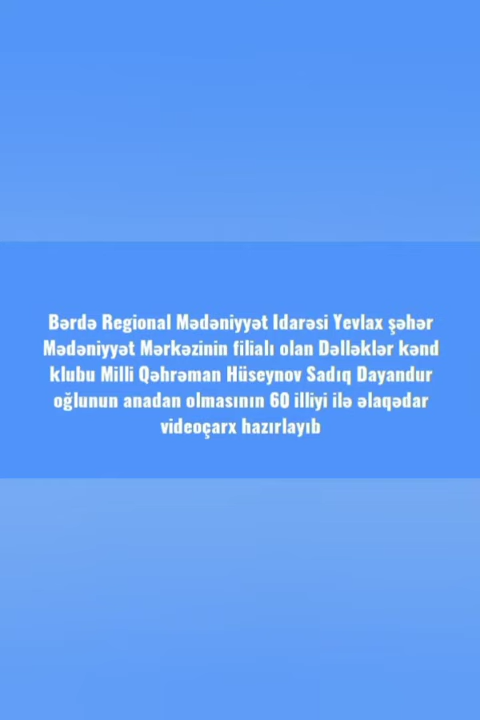 Bərdə Regional Mədəniyyət Idarəsi Yevlax şəhər
Mədəniyyət Mərkəzinin filialı olan Dəlləklər kənd
klubu Milli Qəhrəman Hüseynov Sadıq Dayandur
oğlunun anadan olmasının 60 illiyi ilə əlaqədar
videoçarx hazırlayıb